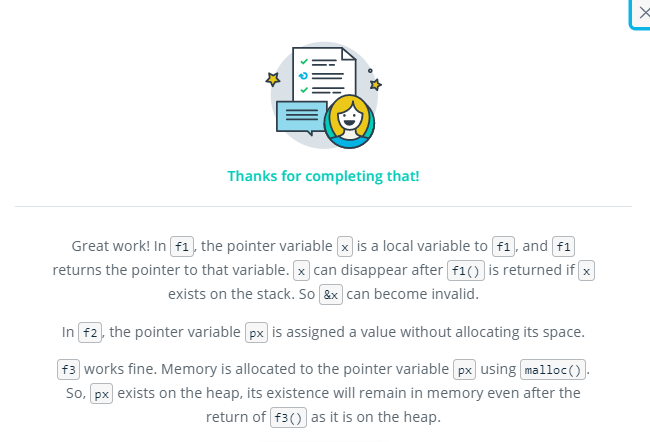 Thanks for completing that!
Great work! In f1, the pointer variable x is a local variable to f1, and f1
returns the pointer to that variable. x can disappear after f1() is returned if x
exists on the stack. So &x can become invalid.
In f2, the pointer variable px is assigned a value without allocating its space.
f3 works fine. Memory is allocated to the pointer variable px using malloc().
So, px exists on the heap, its existence will remain in memory even after the
return of f3() as it is on the heap.